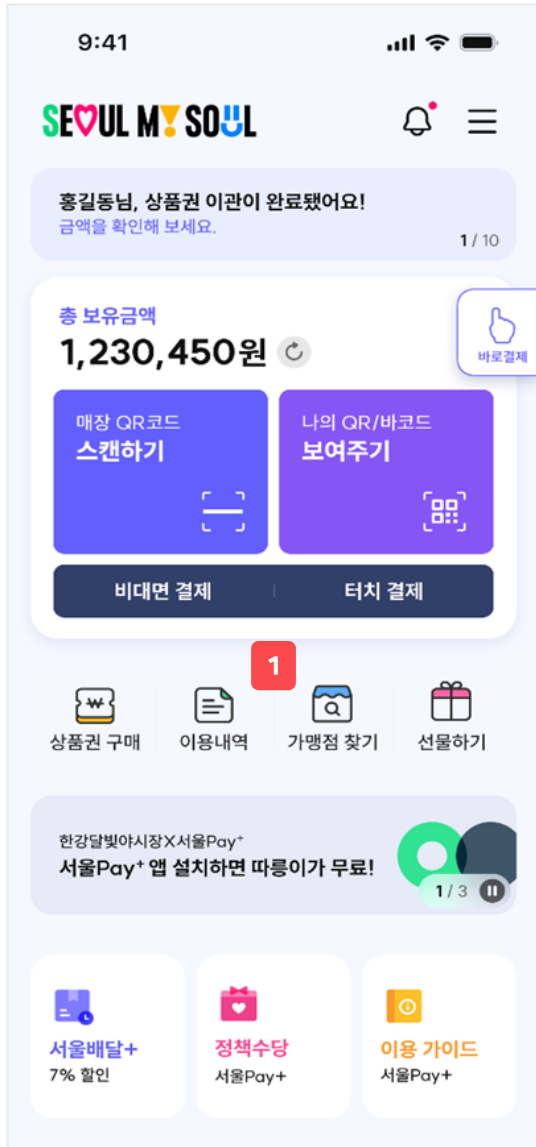 9:41
SEOUL MY SOUL
홍길동님, 상품권 이관이 완료됐어요!
금액을 확인해 보세요.
1 / 10
총 보유금액
1,230,450원
바로결제
매장 QR코드
스캔하기
나의 QR/바코드
보여주기
비대면 결제
터치 결제
1
상품권 구매
이용내역
가맹점 찾기
선물하기
한강달빛야시장X서울Pay+
서울Pay+ 앱 설치하면 따릉이가 무료!
1 / 3
서울배달+
7% 할인
정책수당
서울Pay+
이용 가이드
서울Pay+